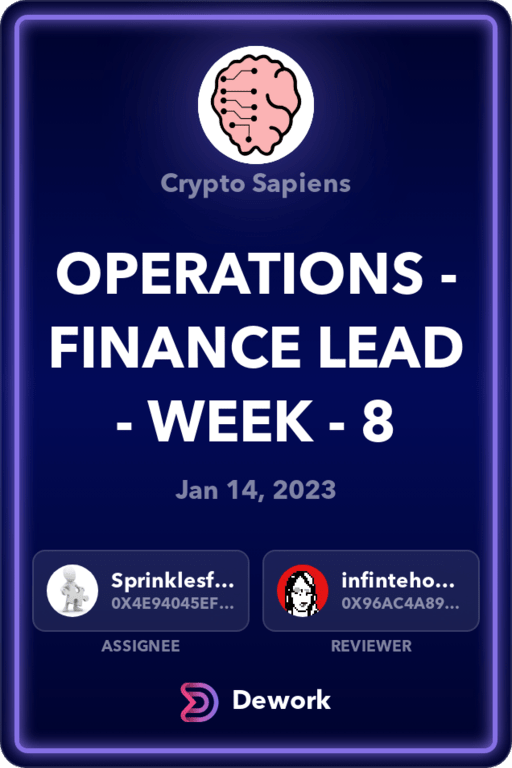 Crypto Sapiens
OPERATIONS -
FINANCE LEAD
- WEEK - 8
Jan 14, 2023
Sprinklesf...
0X4E94045EF...
ASSIGNEE
infinteho...
0X96AC4A89...
REVIEWER
Dework